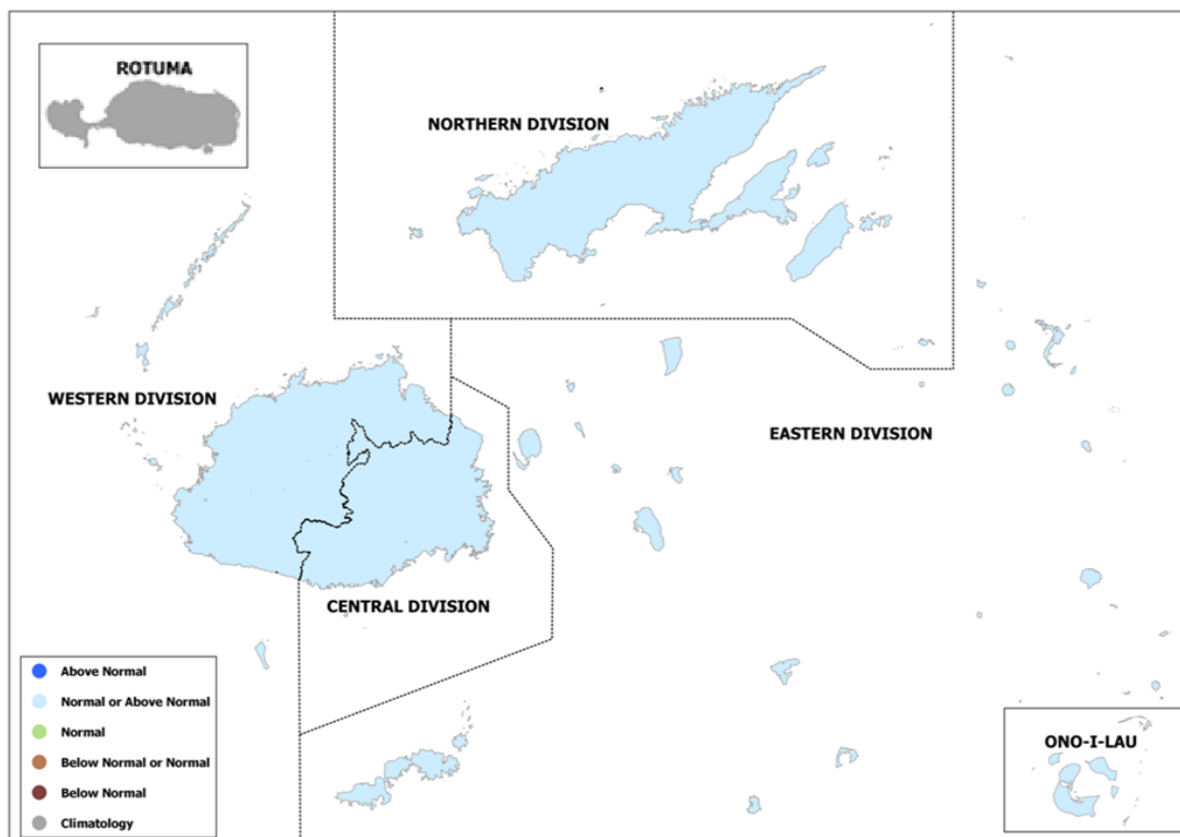 ROTUMA
NORTHERN DIVISION
WESTERN DIVISION
EASTERN DIVISION
CENTRAL DIVISION
Above Normal
Normal or Above Normal
Normal
Below Normal or Normal
Below Normal
Climatology
ONO-I-LAU